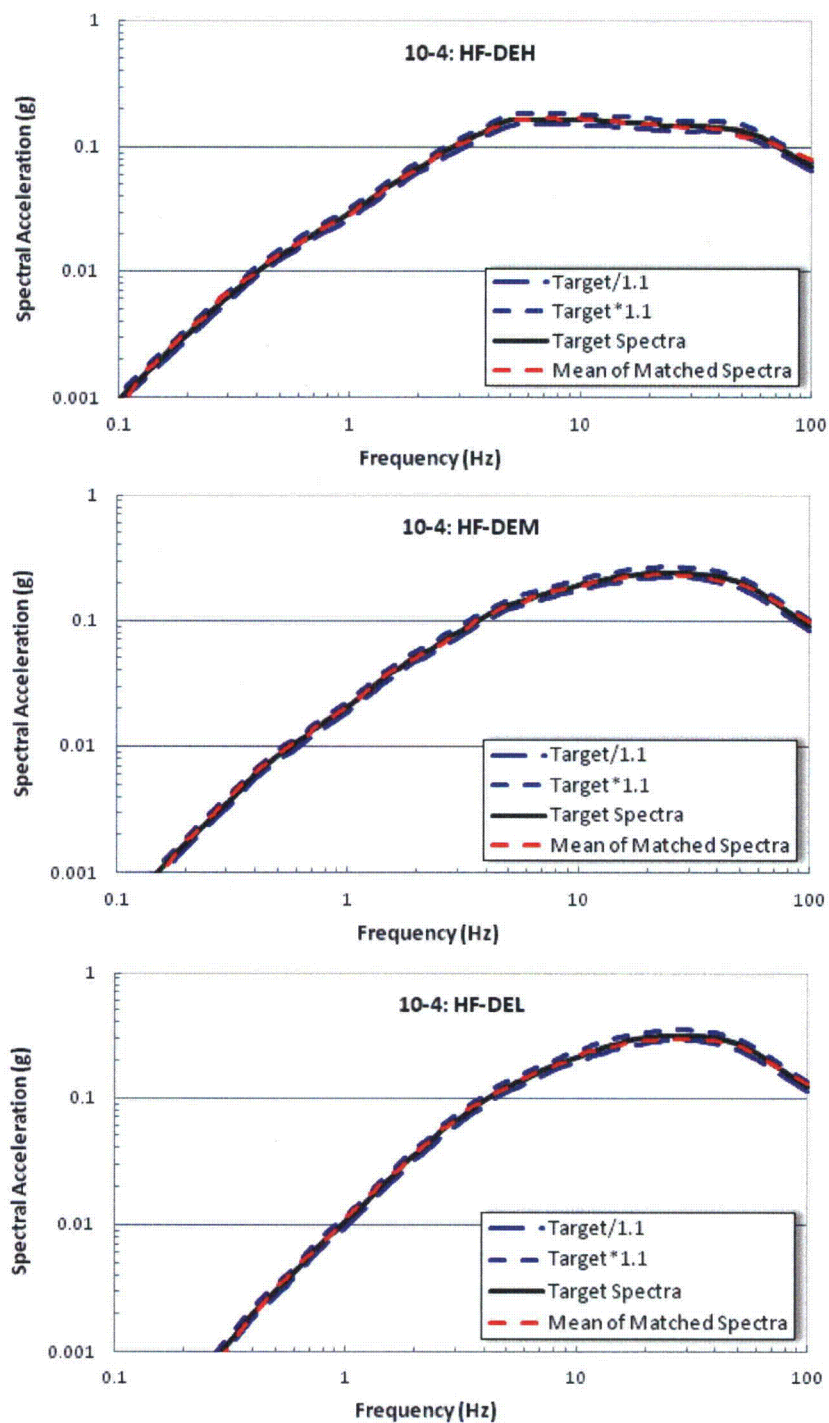 10-4: HF-DEH
Spectral Acceleration (g)
1
0.1
0.01
0.001
Target/1.1
Target*1.1
Target Spectra
Mean of Matched Spectra
0.1
1
10
100
Frequency (Hz)
10-4: HF-DEM
Spectral Acceleration (g)
1
0.1
0.01
0.001
Target/1.1
Target*1.1
Target Spectra
Mean of Matched Spectra
0.1
1
10
100
Frequency (Hz)
10-4: HF-DEL
Spectral Acceleration (g)
1
0.1
0.01
0.001
Target/1.1
Target*1.1
Target Spectra
Mean of Matched Spectra
0.1
1
10
100
Frequency (Hz)